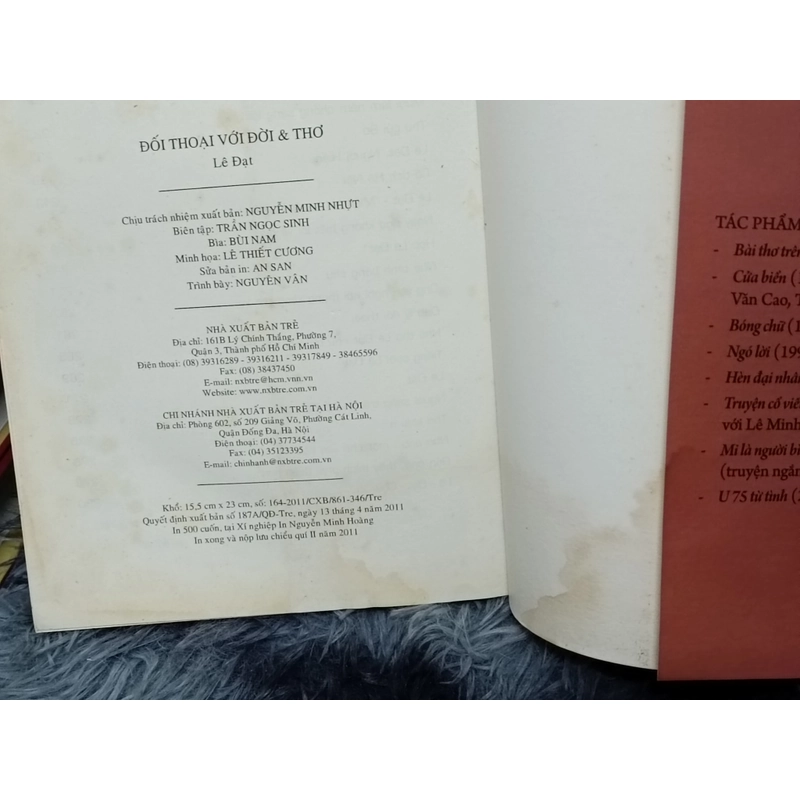 ĐỐI THOẠI VỚI ĐỜI & THƠ
Lê Đạt
Chịu trách nhiệm xuất bản: NGUYỄN MINH NHỰT
Biên tập: TRẦN NGỌC SINH
Bìa: BÙI NAM
Minh họa: LÊ THIẾT CƯƠNG
Sửa bản in: AN SAN
Trình bày: NGUYÊN VÂN
NHÀ XUẤT BẢN TRẺ
Địa chỉ: 161B Lý Chính Thắng, Phường 7,
Quận 3, Thành phố Hồ Chí Minh
Điện thoại: (08) 39316289 - 39316211 - 39317849 - 38465596
Fax: (08) 38437450
E-mail: nxbtre@hcm.vnn.vn
Website: www.nxbtre.com.vn
CHI NHÁNH NHÀ XUẤT BẢN TRẺ TẠI HÀ NỘI
Địa chỉ: Phòng 602, số 209 Giảng Võ, Phường Cát Linh,
Quận Đống Đa, Hà Nội
Điện thoại: (04) 37734544
Fax: (04) 35123395
E-mail: chinhanh@nxbtre.com.vn
Khổ: 15,5 cm x 23 cm, số: 164-2011/CXB/861-346/Tre
Quyết định xuất bản số 187A/QĐ-Tre, ngày 13 tháng 4 năm 2011
In 500 cuốn, tại Xí nghiệp In Nguyễn Minh Hoàng
In xong và nộp lưu chiểu quí II năm 2011
TÁC PHẨM
- Bài thơ trên
- Cửa biển (1
Văn Cao, T
- Bóng chữ (1
- Ngó lời (199
- Hèn đại nhân
- Truyện cổ viê
với Lê Minh
- Mi là người bì
(truyện ngắn
- U 75 từ tình (2